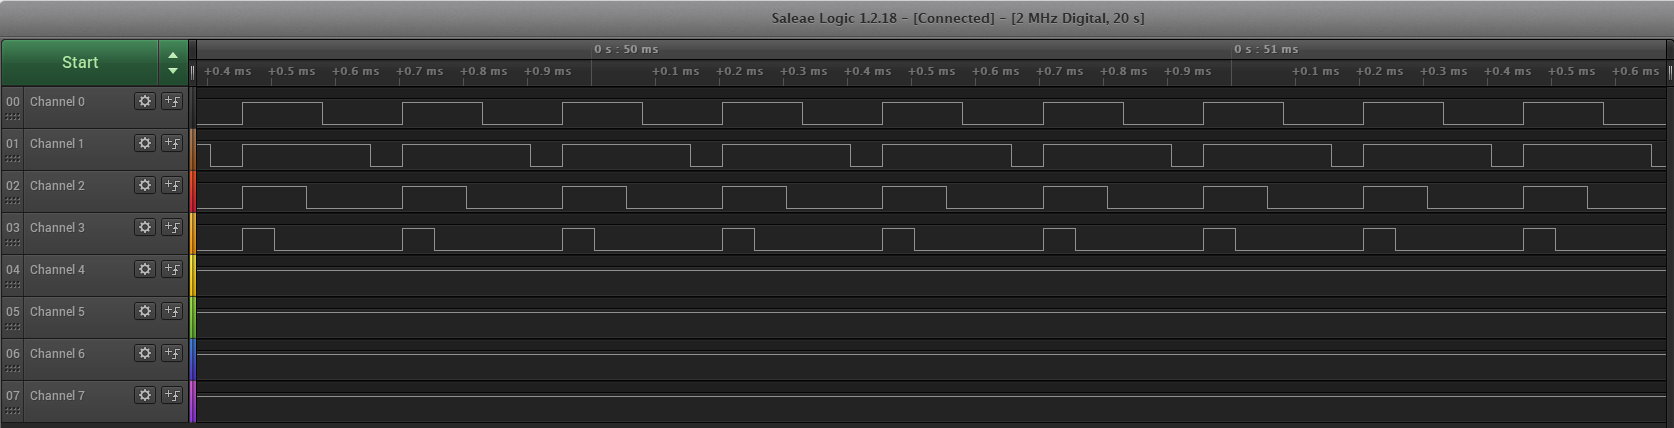 Saleae Logic 1.2.18 - [Connected] - [2 MHz Digital, 20 s]
Start
0 s : 50 ms 0 s : 51 ms
+0.4 ms +0.5 ms +0.6 ms +0.7 ms +0.8 ms +0.9 ms +0.1 ms +0.2 ms +0.3 ms +0.4 ms +0.5 ms +0.6 ms +0.7 ms +0.8 ms +0.9 ms +0.1 ms +0.2 ms +0.3 ms +0.4 ms +0.5 ms +0.6 ms
00 Channel 0
01 Channel 1
02 Channel 2
03 Channel 3
04 Channel 4
05 Channel 5
06 Channel 6
07 Channel 7